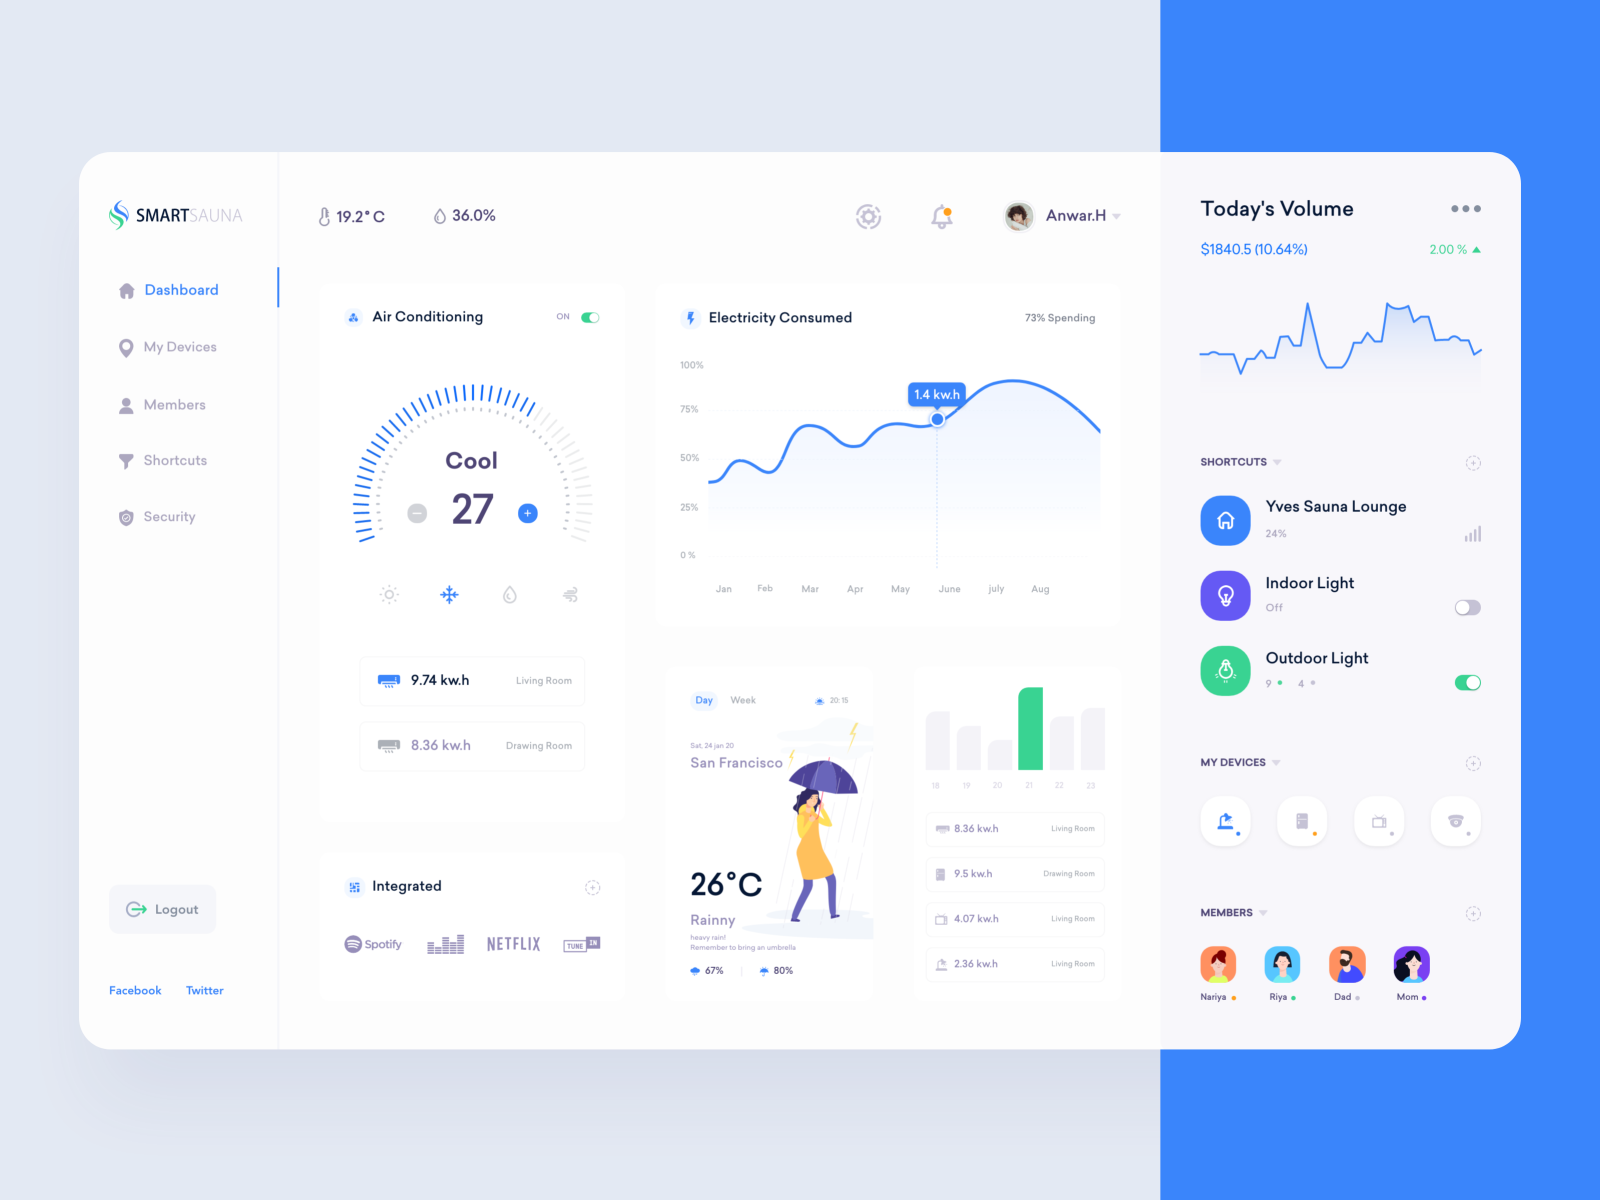 SMARTSAUNA
Dashboard
My Devices
Members
Shortcuts
Security
Logout
Facebook Twitter
19.2°C 36.0%
Anwar.H
Air Conditioning ON
Cool
27
9.74 kw.h Living Room
8.36 kw.h Drawing Room
Integrated
Spotify NETFLIX TUNE IN
Electricity Consumed 73% Spending
100%
75%
50%
25%
0 %
1.4 kw.h
Jan Feb Mar Apr May June july Aug
Day Week 20: 15
Sat, 24 jan 20
San Francisco
26°C
Rainny
heavy rain!
Remember to bring an umbrella
67% 80%
18 19 20 21 22 23
8.36 kw.h Living Room
9.5 kw.h Drawing Room
4.07 kw.h Living Room
2.36 kw.h Living Room
Today's Volume
$1840.5 (10.64%) 2.00 %
SHORTCUTS
Yves Sauna Lounge
24%
Indoor Light
Off
Outdoor Light
9 4
MY DEVICES
MEMBERS
Nariya Riya Dad Mom